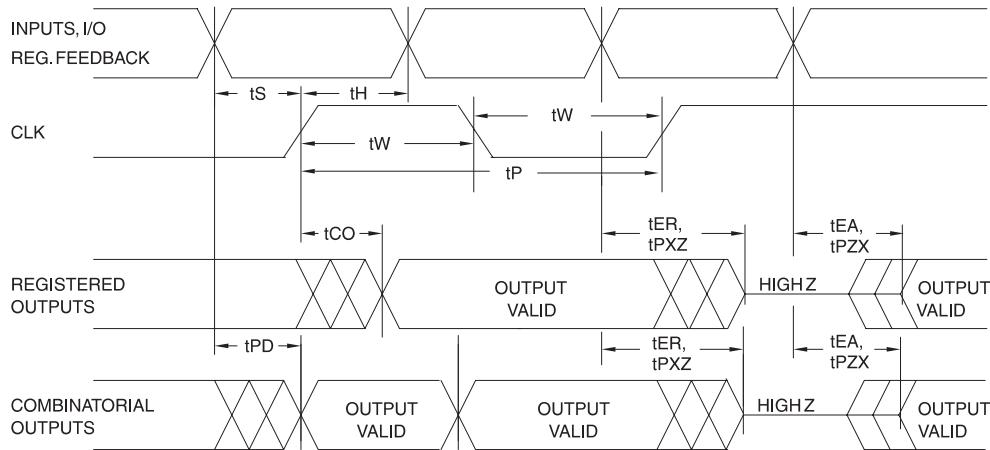 INPUTS, I/O
REG. FEEDBACK
tS
tH
tW
CLK
tW
tP
tCO
tER,
tPXZ
tEA,
tPZX
REGISTERED
OUTPUTS
OUTPUT
VALID
HIGH Z
OUTPUT
VALID
tPD
tER,
tPXZ
tEA,
tPZX
COMBINATORIAL
OUTPUTS
OUTPUT
VALID
OUTPUT
VALID
HIGH Z
OUTPUT
VALID